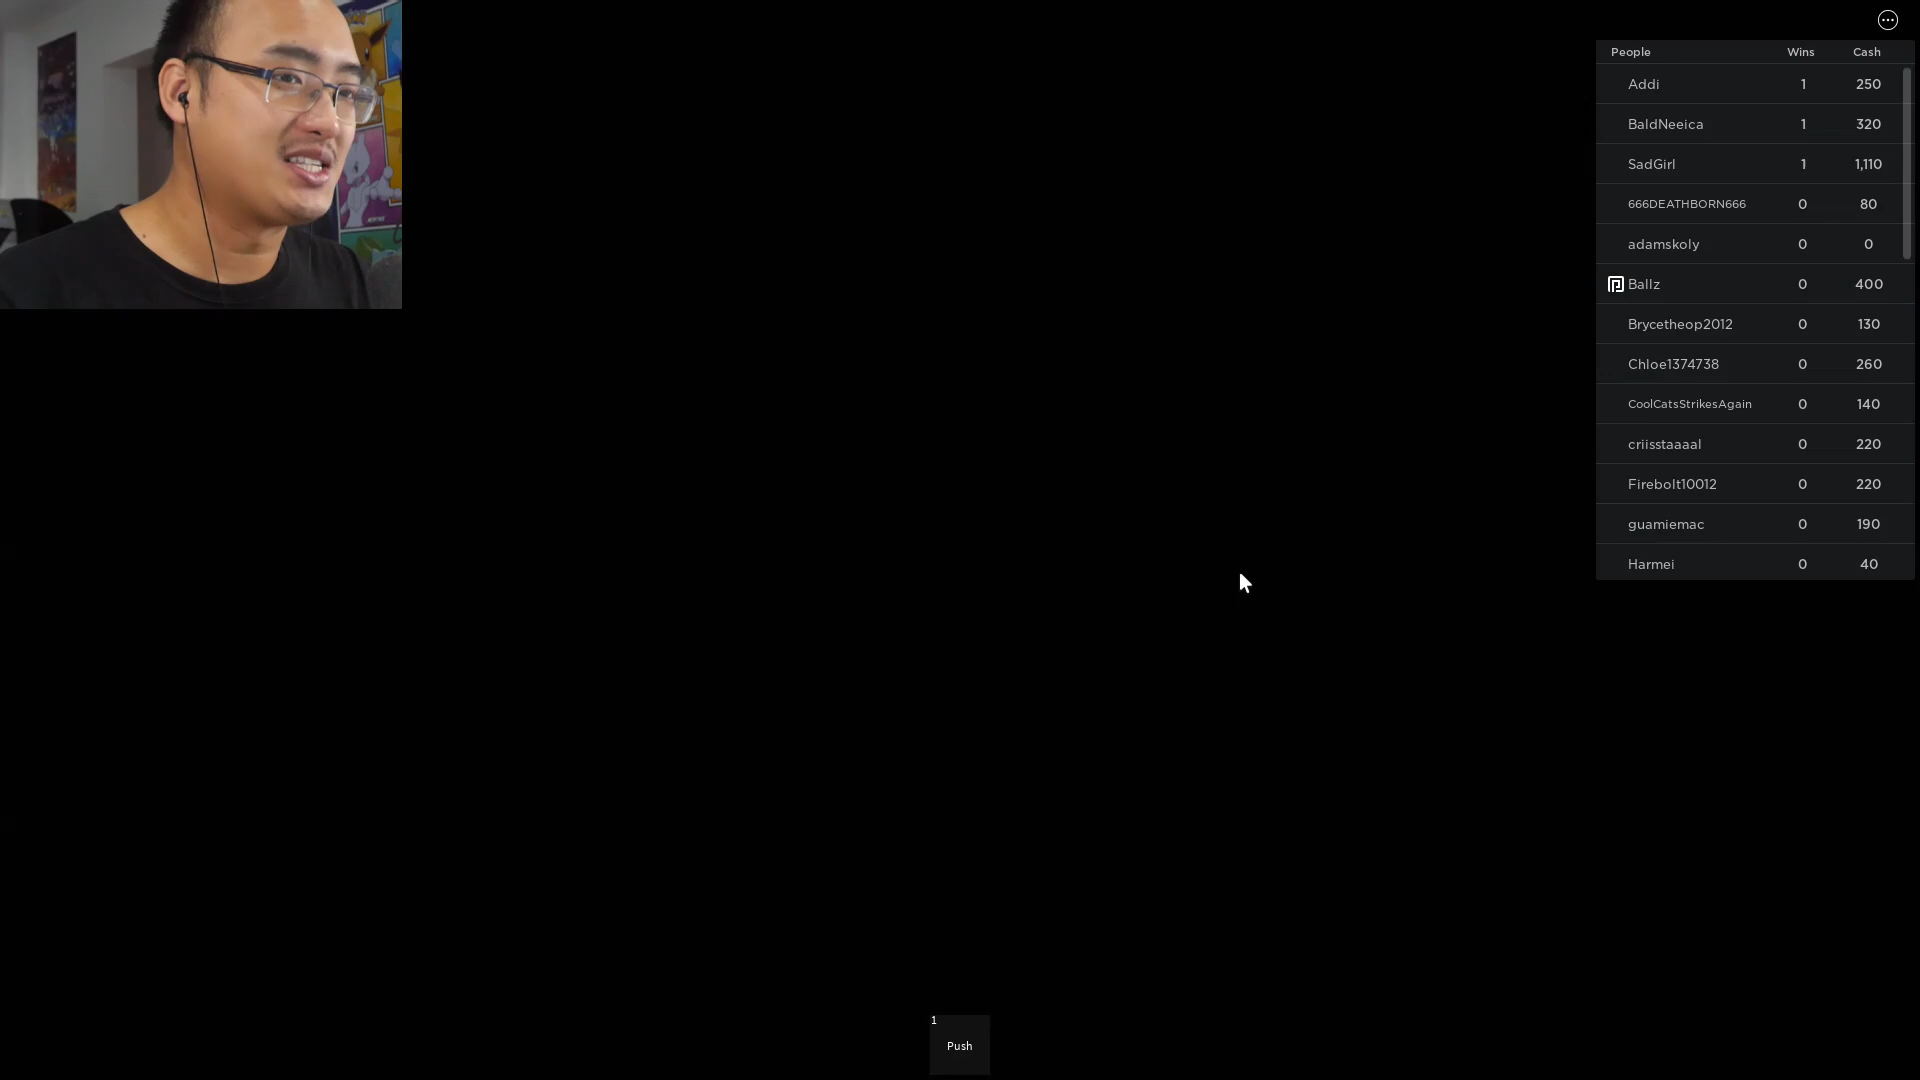 People Wins Cash
Addi 1 250
BaldNeeica 1 320
SadGirl 1 1,110
666DEATHBORN666 0 80
adamskoly 0 0
Ballz 0 400
Brycetheop2012 0 130
Chloe1374738 0 260
CoolCatsStrikesAgain 0 140
criisstaaaal 0 220
Firebolt10012 0 220
guamiemac 0 190
Harmei 0 40
1
Push